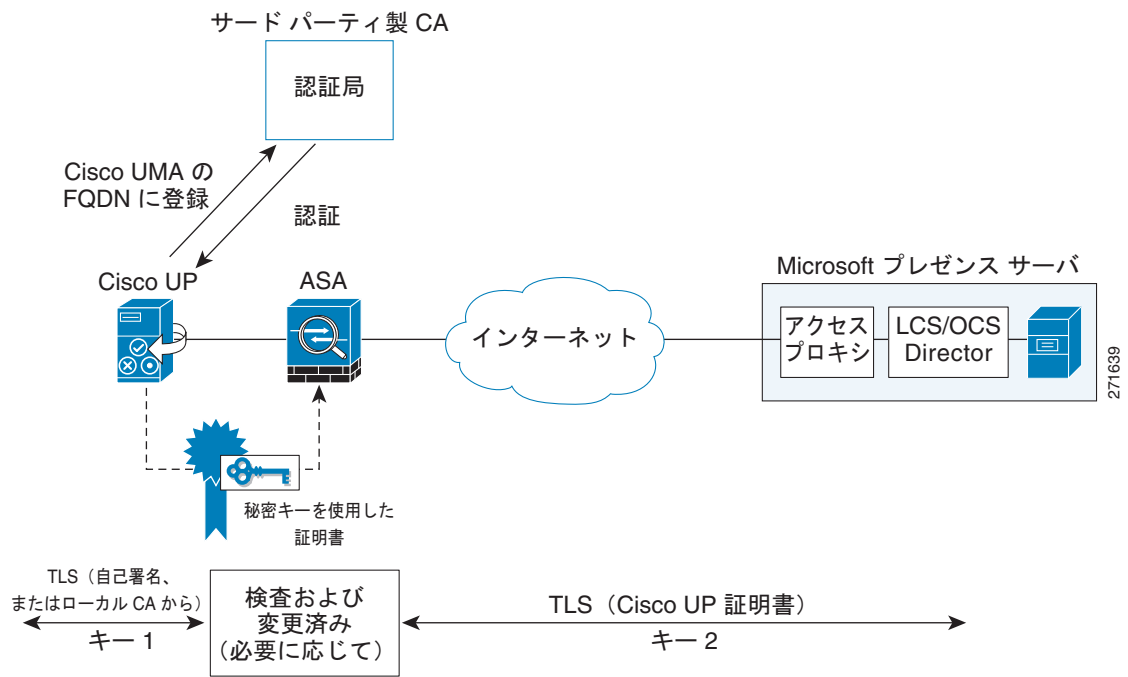 サード パーティ製 CA
認証局
Cisco UMA の
FQDN に登録
認証
Cisco UP
ASA
インターネット
Microsoft プレゼンス サーバ
アクセス
プロキシ
LCS/OCS
Director
271639
秘密キーを使用した
証明書
TLS（自己署名、
またはローカル CA から）
キー 1
検査および
変更済み
（必要に応じて）
TLS（Cisco UP 証明書）
キー 2